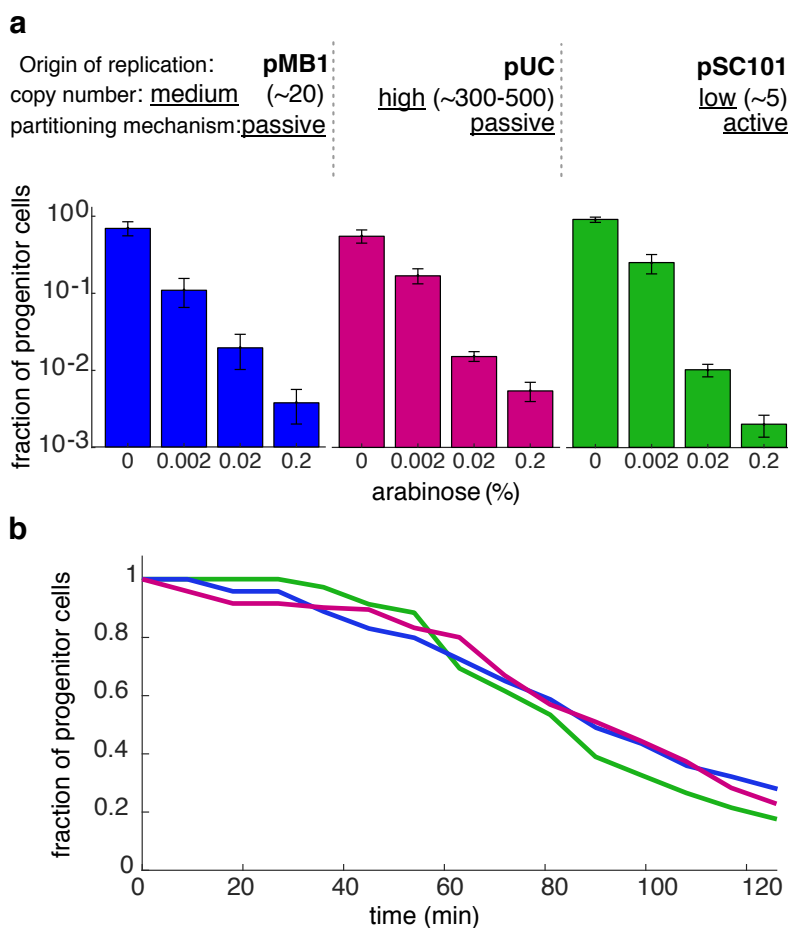 a
Origin of replication: pMB1 pUC pSC101
copy number: medium (~20) high (~300-500) low (~5)
partitioning mechanism:passive passive active
fraction of progenitor cells
10^0
10^-1
10^-2
10^-3
0 0.002 0.02 0.2 0 0.002 0.02 0.2 0 0.002 0.02 0.2
arabinose (%)
b
fraction of progenitor cells
1
0.8
0.6
0.4
0.2
0
0 20 40 60 80 100 120
time (min)